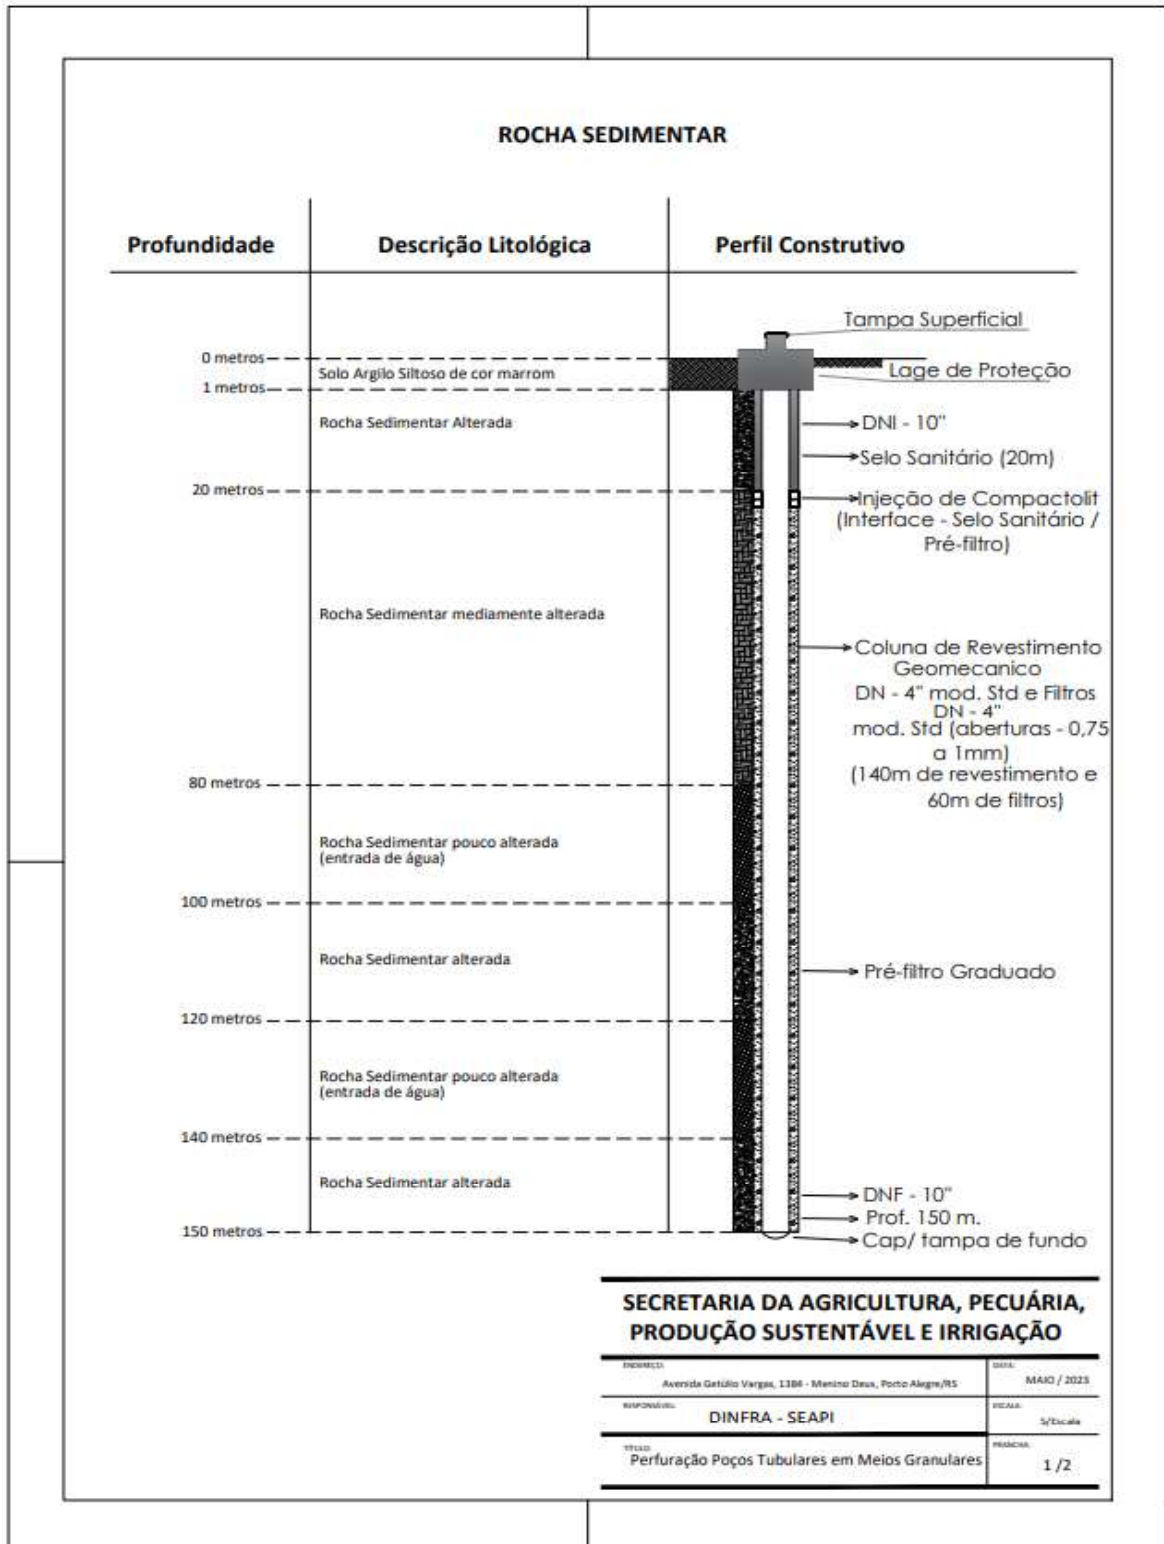 ROCHA SEDIMENTAR
Profundidade
Descrição Litológica
Perfil Construtivo
Tampa Superficial
0 metros
Solo Argilo Siltoso de cor marrom
Lage de Proteção
1 metros
Rocha Sedimentar Alterada
DNI - 10"
Selo Sanitário (20m)
20 metros
Injeção de Compactolit
(Interface - Selo Sanitário /
Pré-filtro)
Rocha Sedimentar mediamente alterada
Coluna de Revestimento
Geomecanico
DN - 4" mod. Std e Filtros
DN - 4"
mod. Std (aberturas - 0,75
a 1mm)
(140m de revestimento e
60m de filtros)
80 metros
Rocha Sedimentar pouco alterada
(entrada de água)
100 metros
Rocha Sedimentar alterada
Pré-filtro Graduado
120 metros
Rocha Sedimentar pouco alterada
(entrada de água)
140 metros
Rocha Sedimentar alterada
DNF - 10"
Prof. 150 m.
150 metros
Cap/ tampa de fundo
SECRETARIA DA AGRICULTURA, PECUÁRIA,
PRODUÇÃO SUSTENTÁVEL E IRRIGAÇÃO
ENDEREÇO:
Avenida Getúlio Vargas, 1384 - Menino Deus, Porto Alegre/RS
DATA:
MAIO / 2023
RESPONSÁVEL:
DINFRA - SEAPI
ESCALA:
S/Escala
TÍTULO:
Perfuração Poços Tubulares em Meios Granulares
PRANCHA:
1 /2